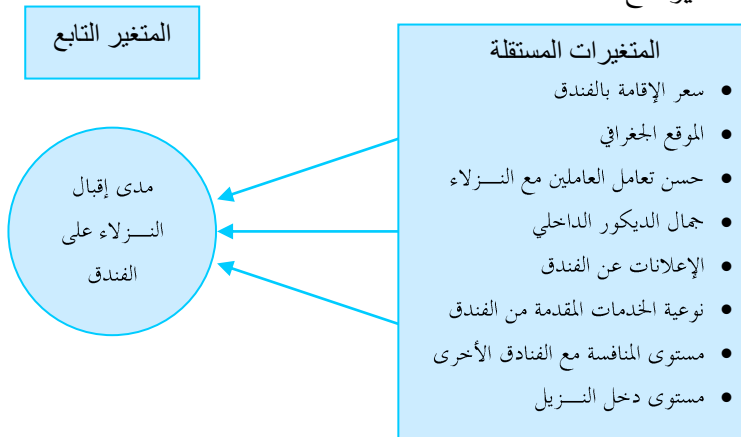 المتغيرات المستقلة
• سعر الإقامة بالفندق
• الموقع الجغرافي
• حسن تعامل العاملين مع النـــزلاء
• جمال الديكور الداخلي
• الإعلانات عن الفندق
• نوعية الخدمات المقدمة من الفندق
• مستوى المنافسة مع الفنادق الأخرى
• مستوى دخل النـــزيل
المتغير التابع
مدى إقبال
النـــزلاء على
الفندق